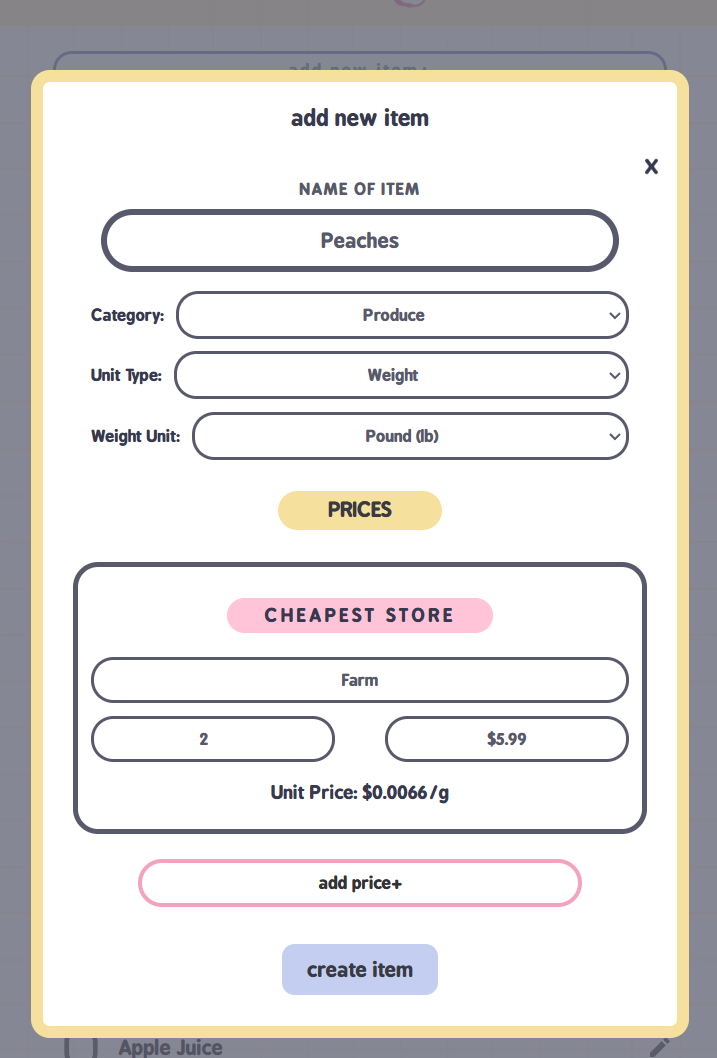 add new item+
add new item
X
NAME OF ITEM
Peaches
Category: Produce
Unit Type: Weight
Weight Unit: Pound (lb)
PRICES
CHEAPEST STORE
Farm
2 $5.99
Unit Price: $0.0066/g
add price+
create item
Apple Juice